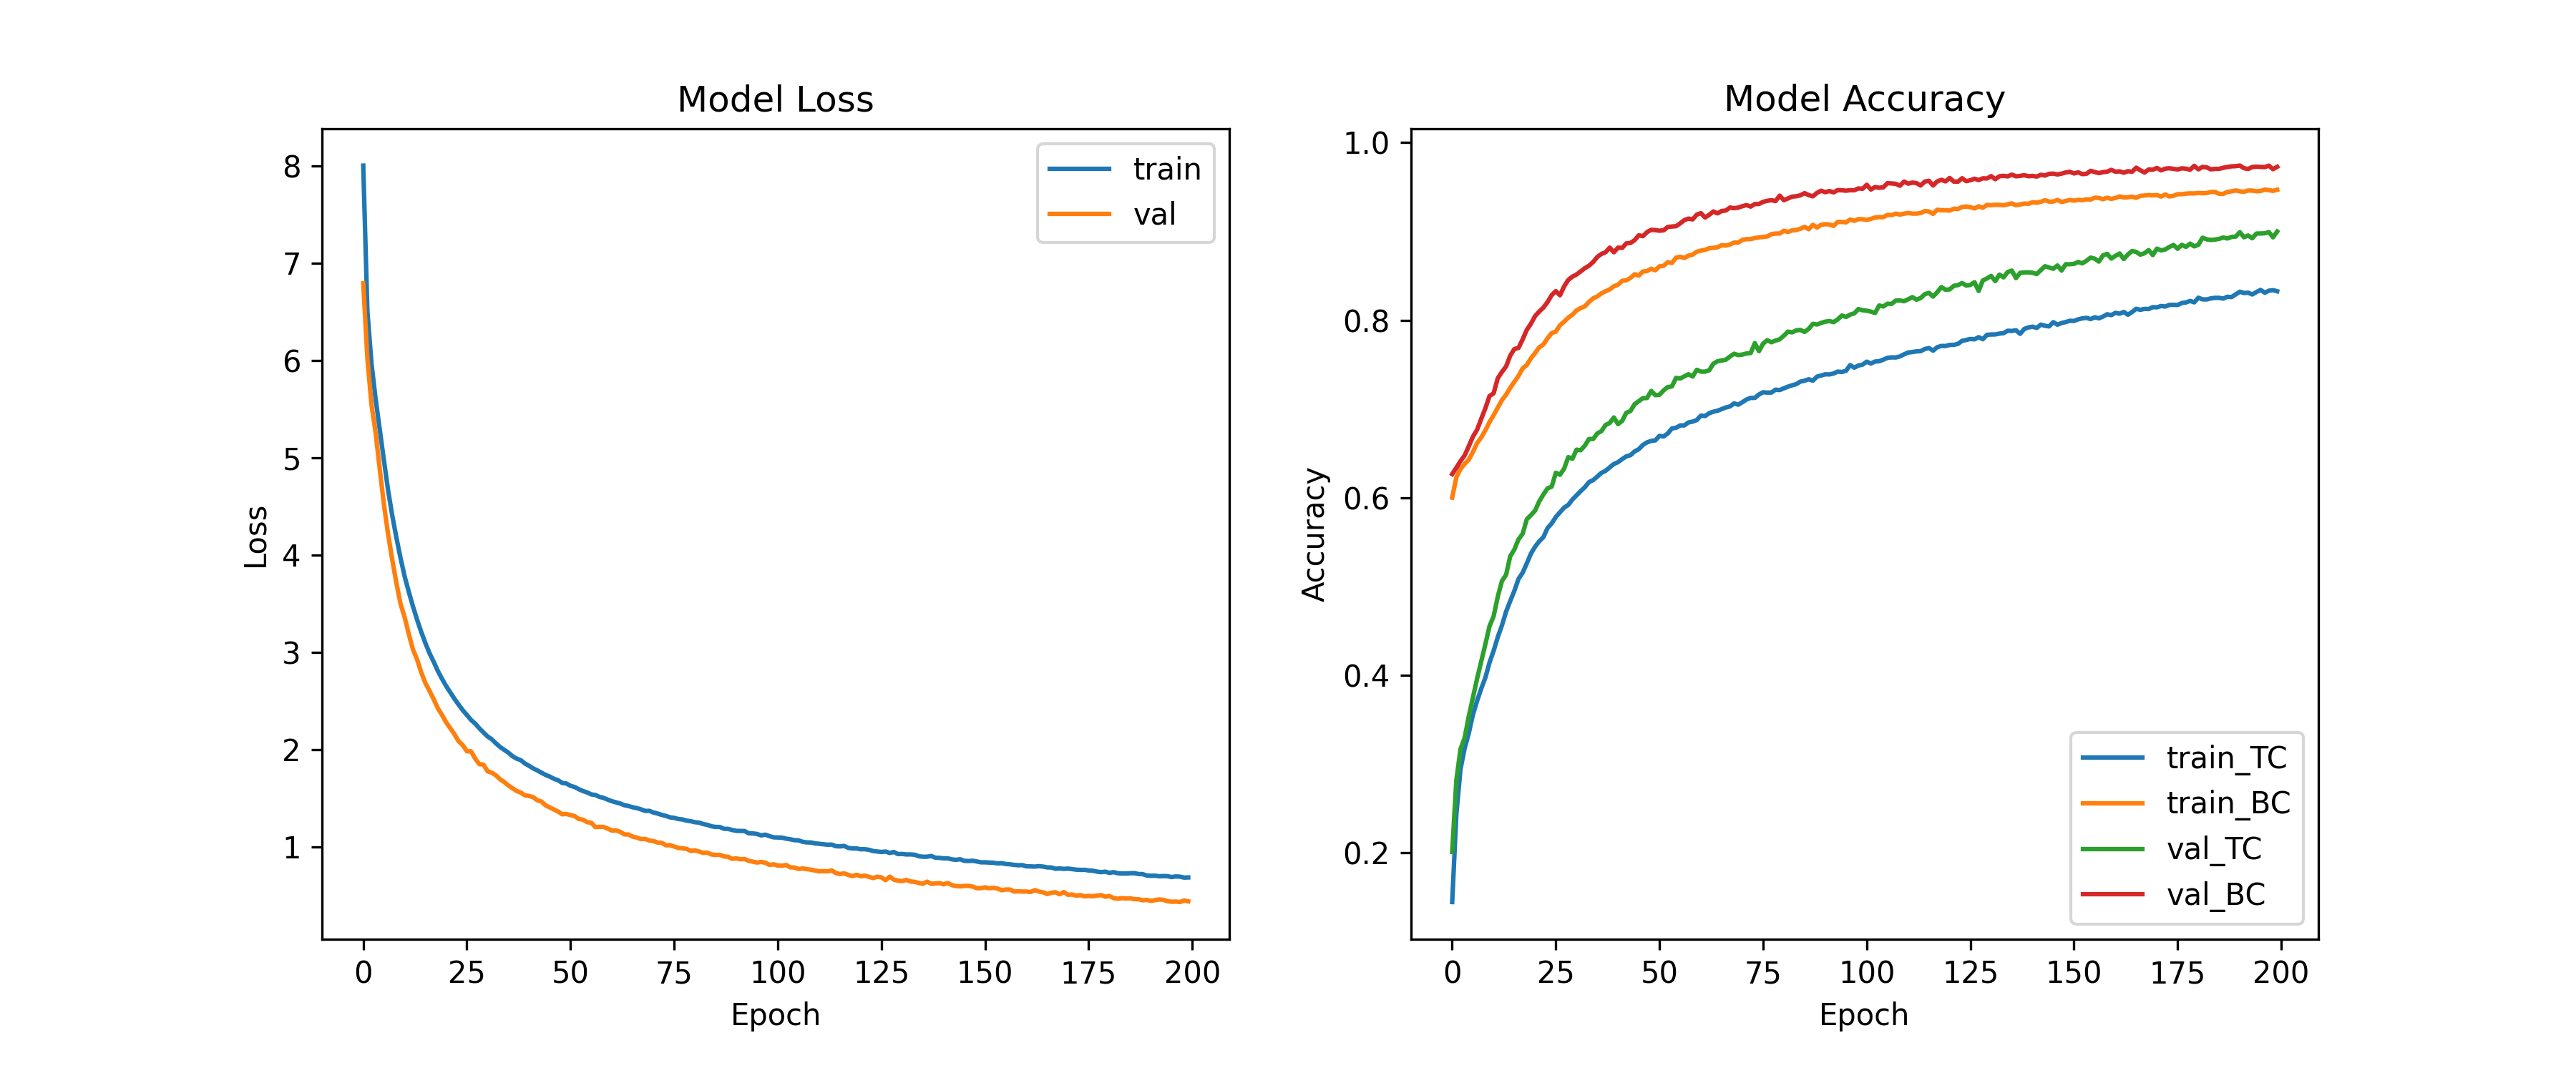 Model Loss
8
7
6
5
4
3
2
1
Loss
0 25 50 75 100 125 150 175 200
Epoch
train
val
Model Accuracy
1.0
0.8
0.6
0.4
0.2
Accuracy
0 25 50 75 100 125 150 175 200
Epoch
train_TC
train_BC
val_TC
val_BC